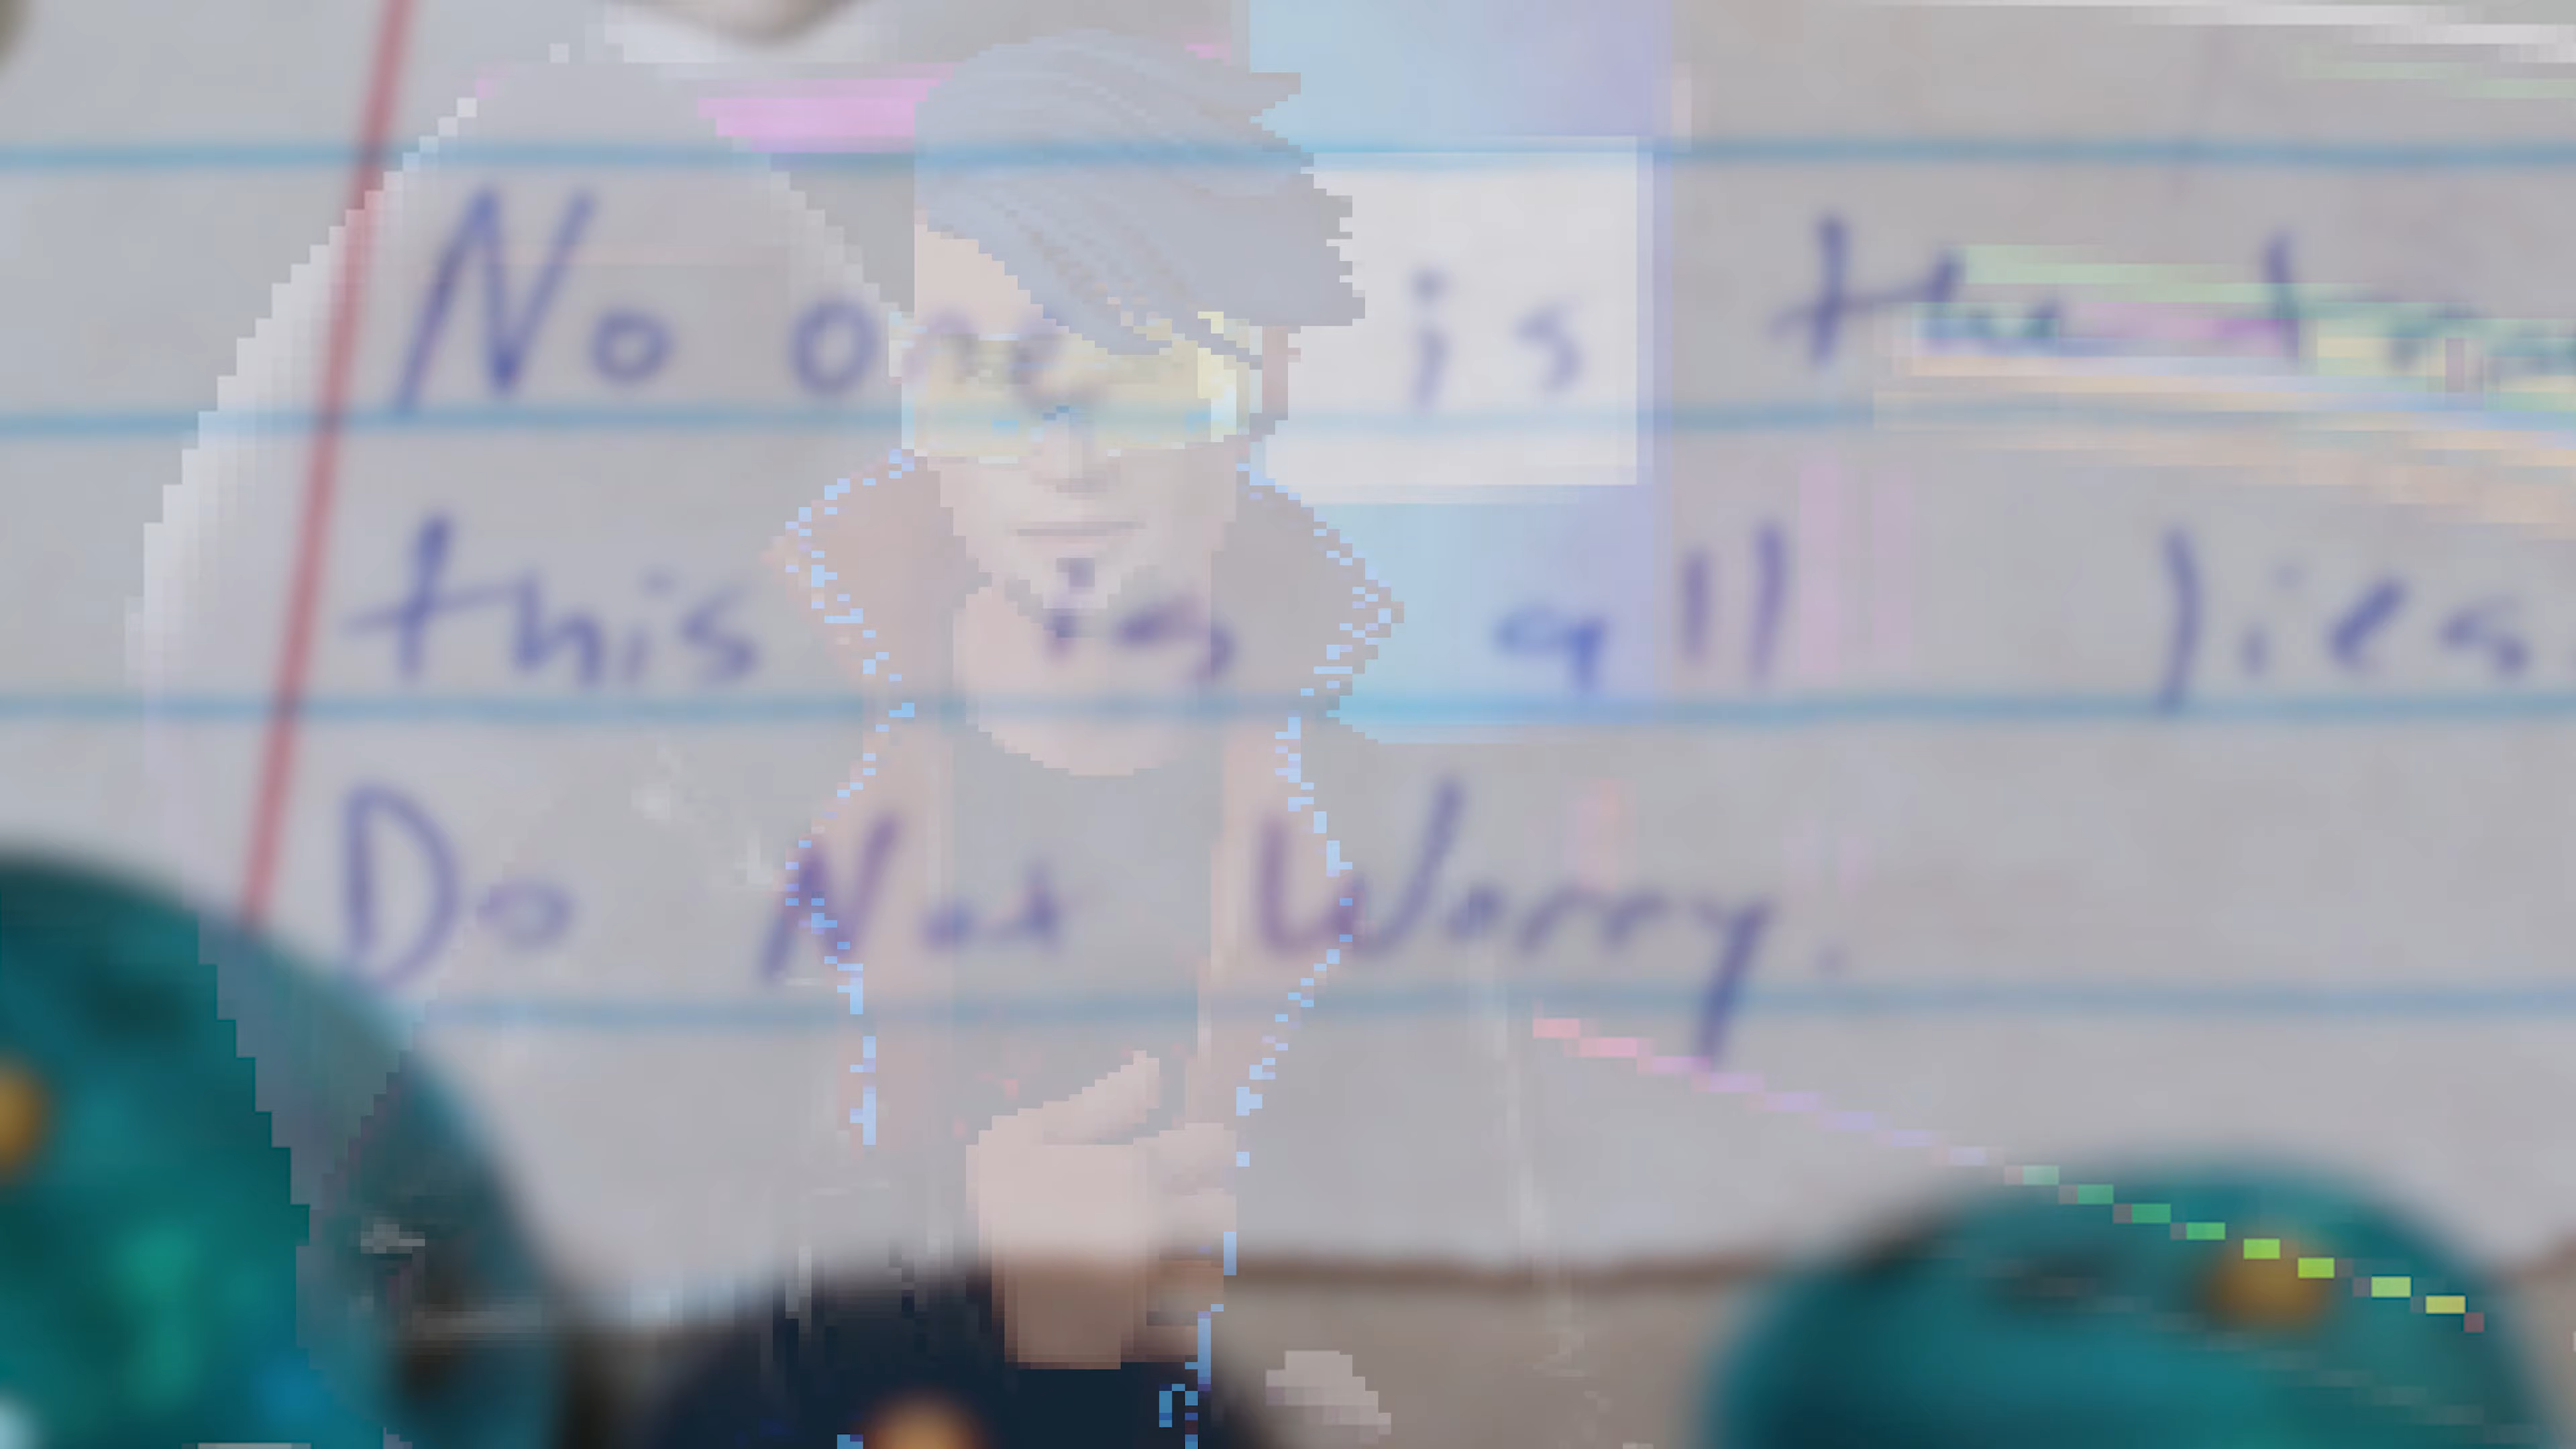 No one is the
this is all lies.
Do Not Worry.